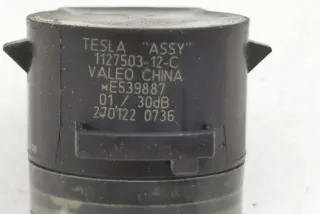 TESLA "ASSY"
1127503-12-C
VALEO CHINA
*E539887
01 / 30dB
270122 0736